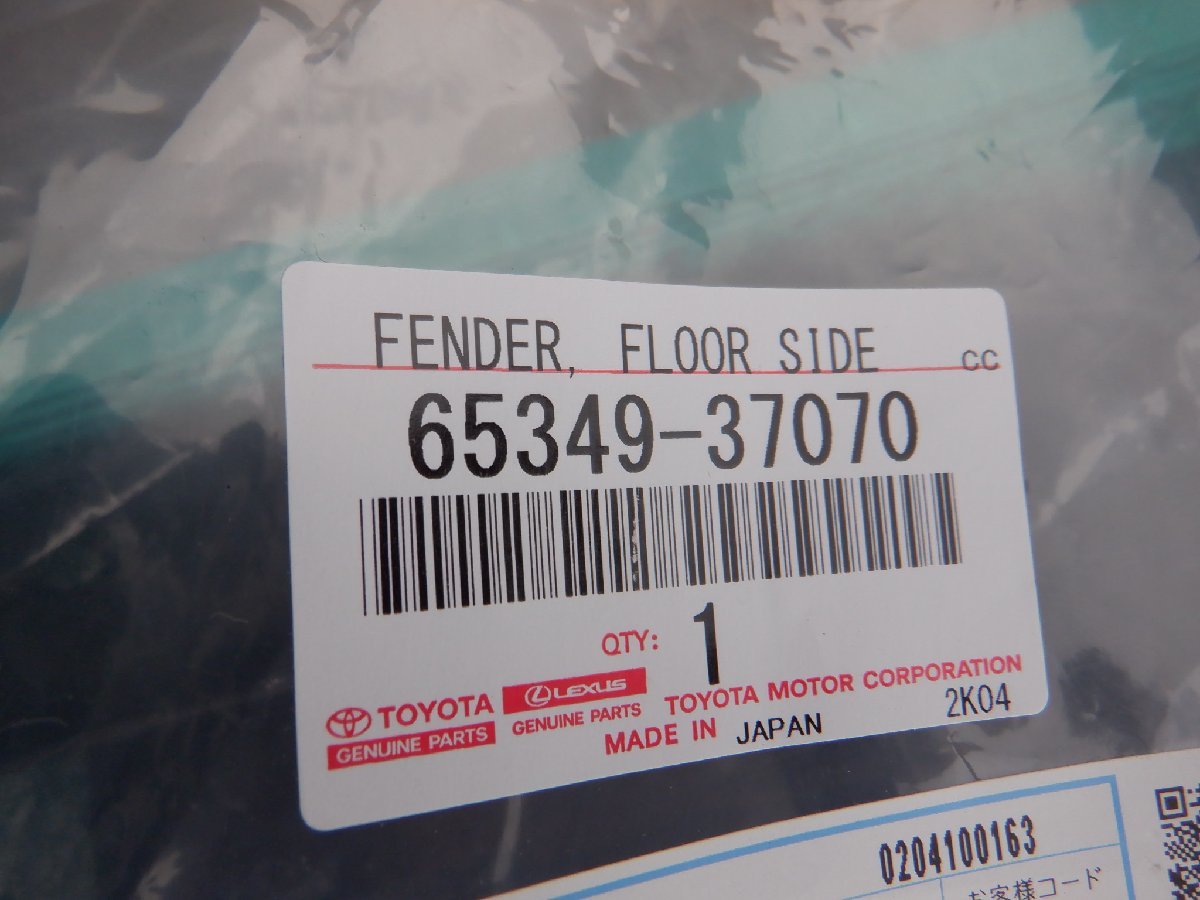 FENDER, FLOOR SIDE CC
65349-37070
QTY: 1
TOYOTA
GENUINE PARTS
LEXUS
GENUINE PARTS
TOYOTA MOTOR CORPORATION
MADE IN JAPAN 2K04
0204100163
お客様コード